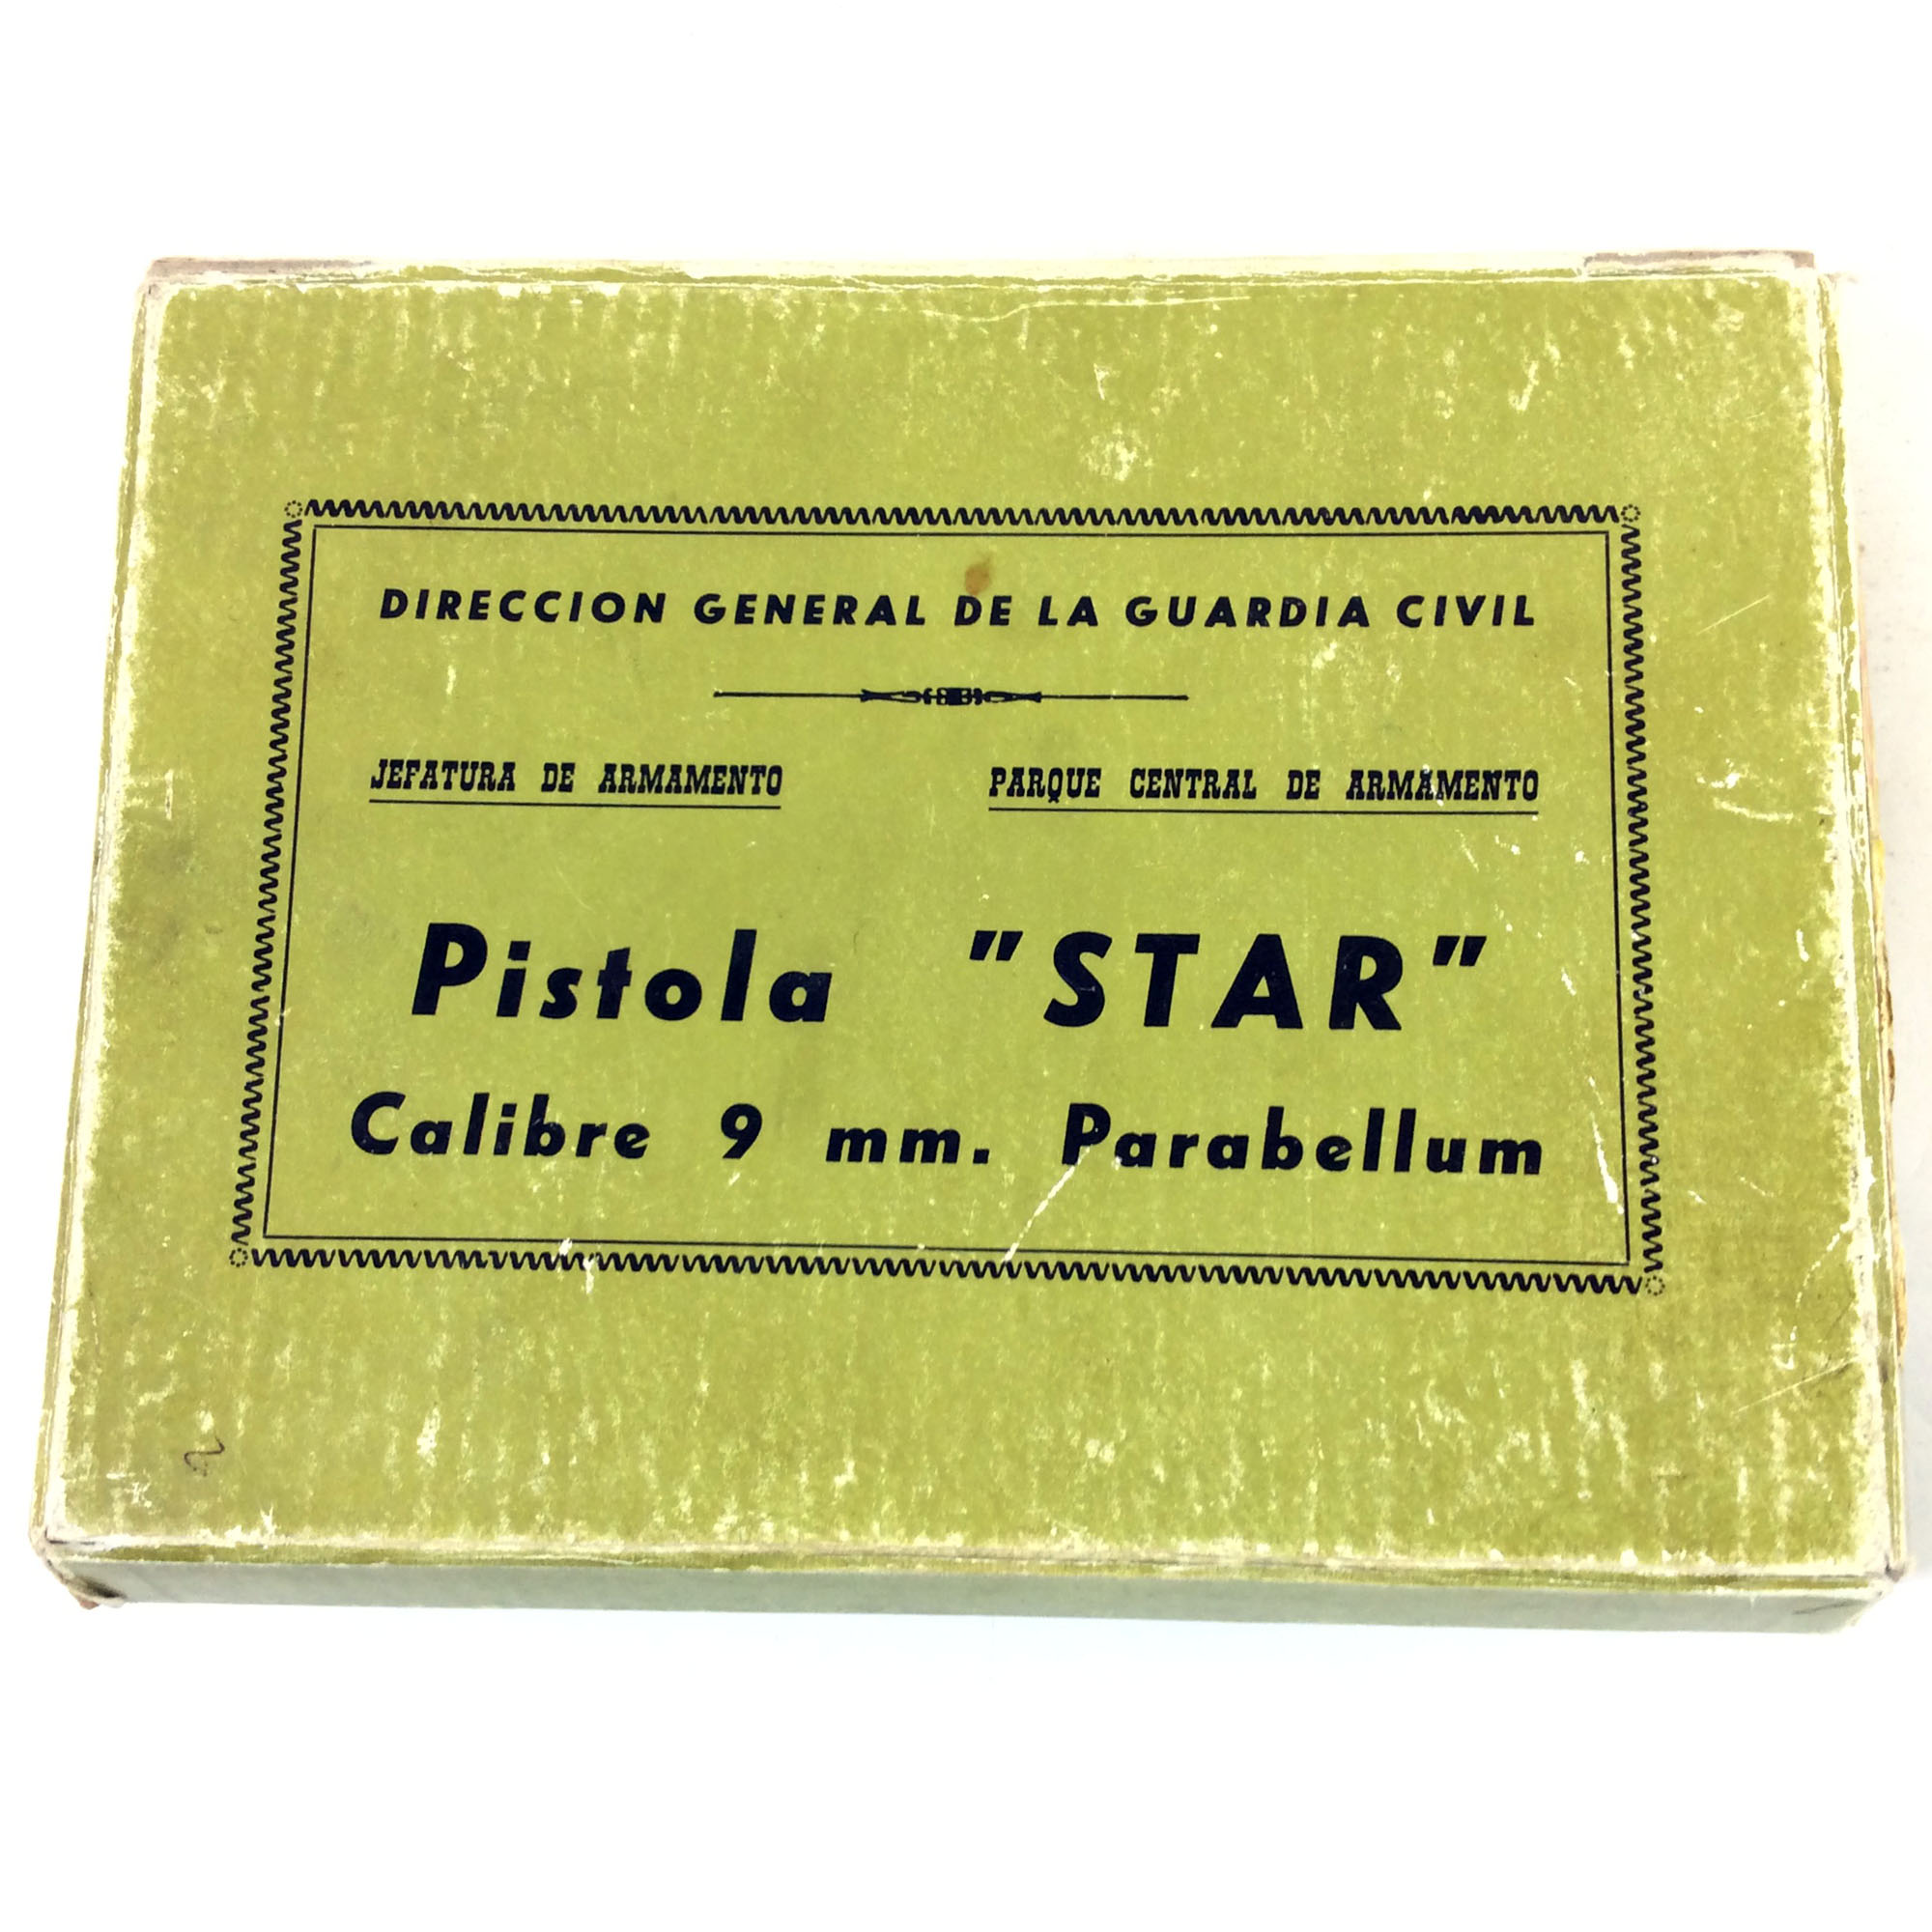 DIRECCION GENERAL DE LA GUARDIA CIVIL
JEFATURA DE ARMAMENTO PARQUE CENTRAL DE ARMAMENTO
Pistola "STAR"
Calibre 9 mm. Parabellum